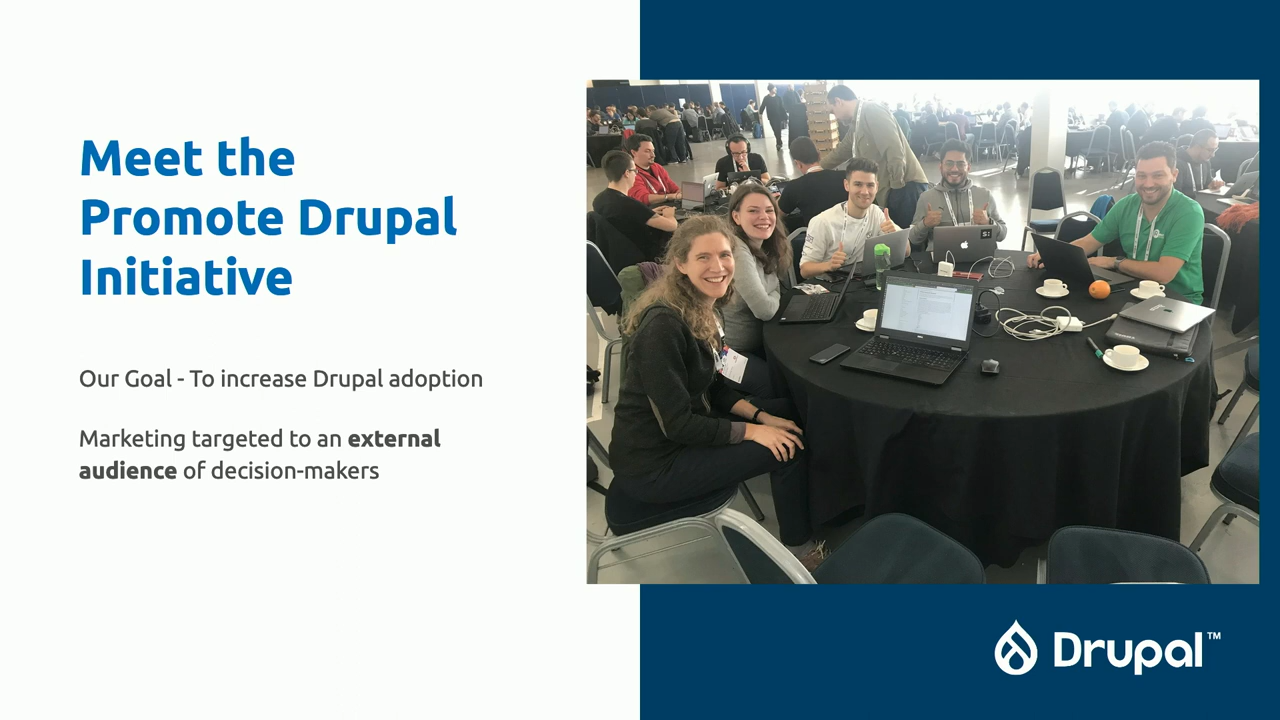 Meet the
Promote Drupal
Initiative
Our Goal - To increase Drupal adoption
Marketing targeted to an external
audience of decision-makers
Drupal™